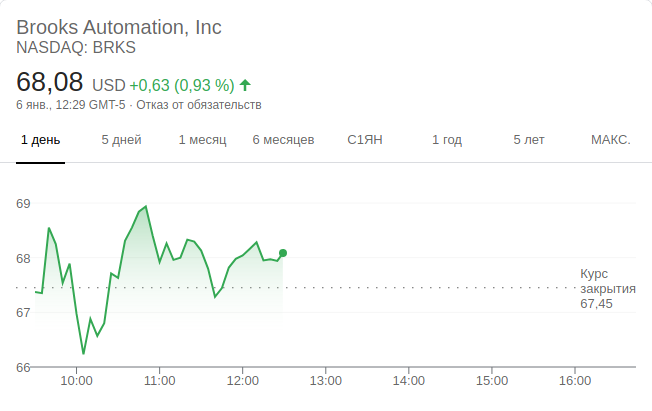 Brooks Automation, Inc
NASDAQ: BRKS
68,08 USD +0,63 (0,93 %)
6 янв., 12:29 GMT-5 · Отказ от обязательств
1 день 5 дней 1 месяц 6 месяцев С1ЯН 1 год 5 лет МАКС.
69
68
67
66
Курс
закрытия
67,45
10:00 11:00 12:00 13:00 14:00 15:00 16:00